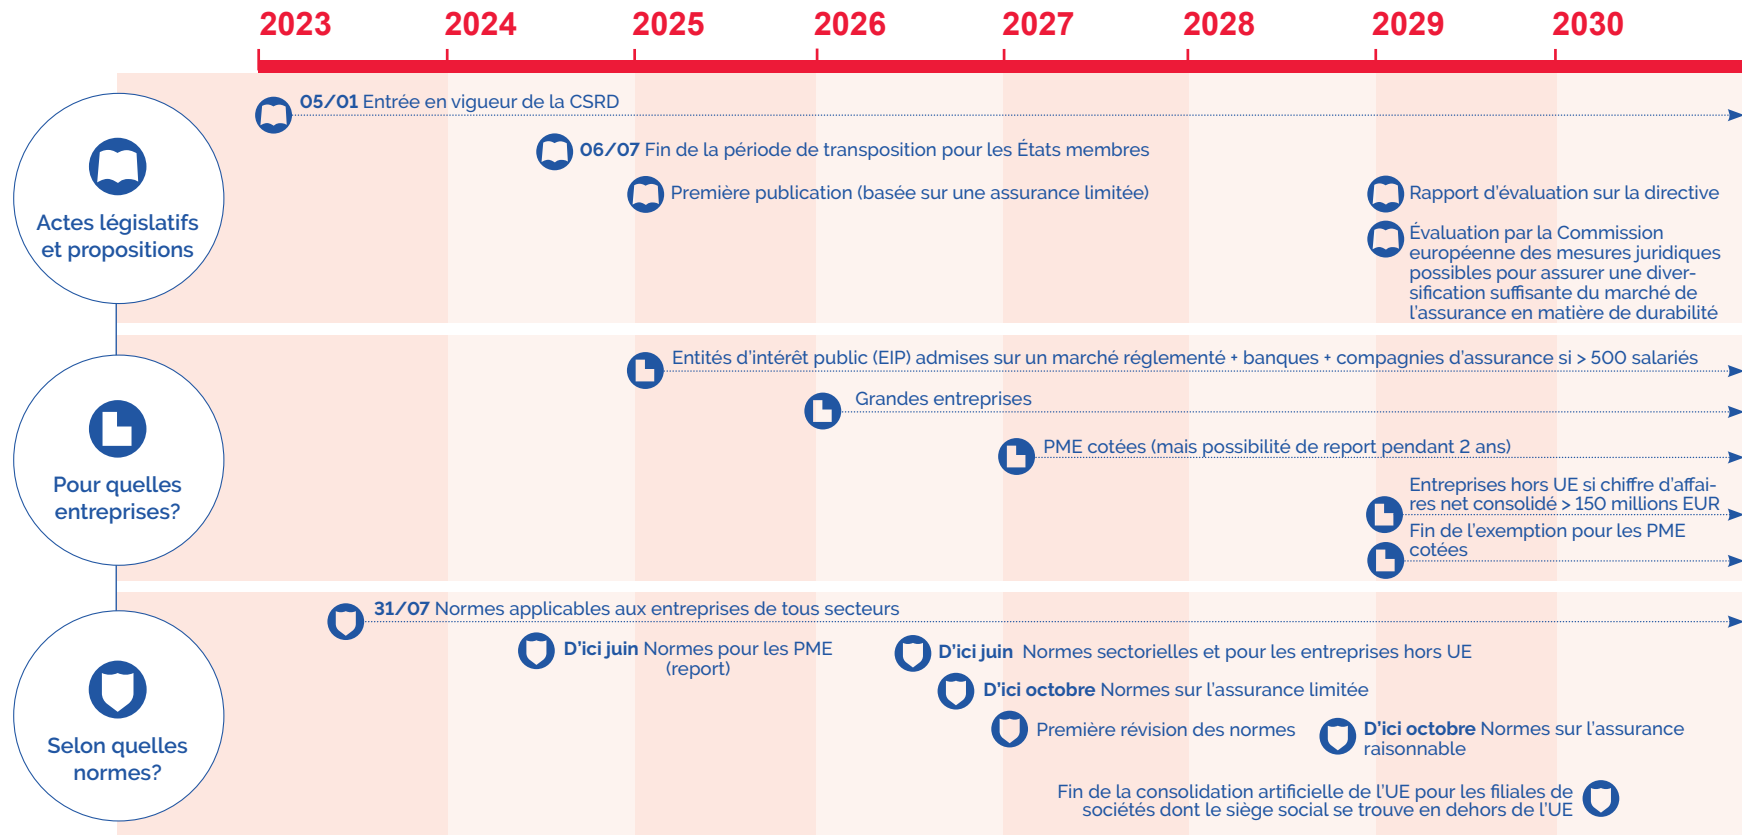 2023 2024 2025 2026 2027 2028 2029 2030
Actes législatifs
et propositions
05/01 Entrée en vigueur de la CSRD
06/07 Fin de la période de transposition pour les États membres
Première publication (basée sur une assurance limitée)
Rapport d'évaluation sur la directive
Évaluation par la Commission
européenne des mesures juridiques
possibles pour assurer une diver-
sification suffisante du marché de
l'assurance en matière de durabilité
Pour quelles
entreprises?
Entités d'intérêt public (EIP) admises sur un marché réglementé + banques + compagnies d'assurance si > 500 salariés
Grandes entreprises
PME cotées (mais possibilité de report pendant 2 ans)
Entreprises hors UE si chiffre d'affai-
res net consolidé > 150 millions EUR
Fin de l'exemption pour les PME
cotées
Selon quelles
normes?
31/07 Normes applicables aux entreprises de tous secteurs
D'ici juin Normes pour les PME
(report)
D'ici juin Normes sectorielles et pour les entreprises hors UE
D'ici octobre Normes sur l'assurance limitée
Première révision des normes
D'ici octobre Normes sur l'assurance
raisonnable
Fin de la consolidation artificielle de l'UE pour les filiales de
sociétés dont le siège social se trouve en dehors de l'UE